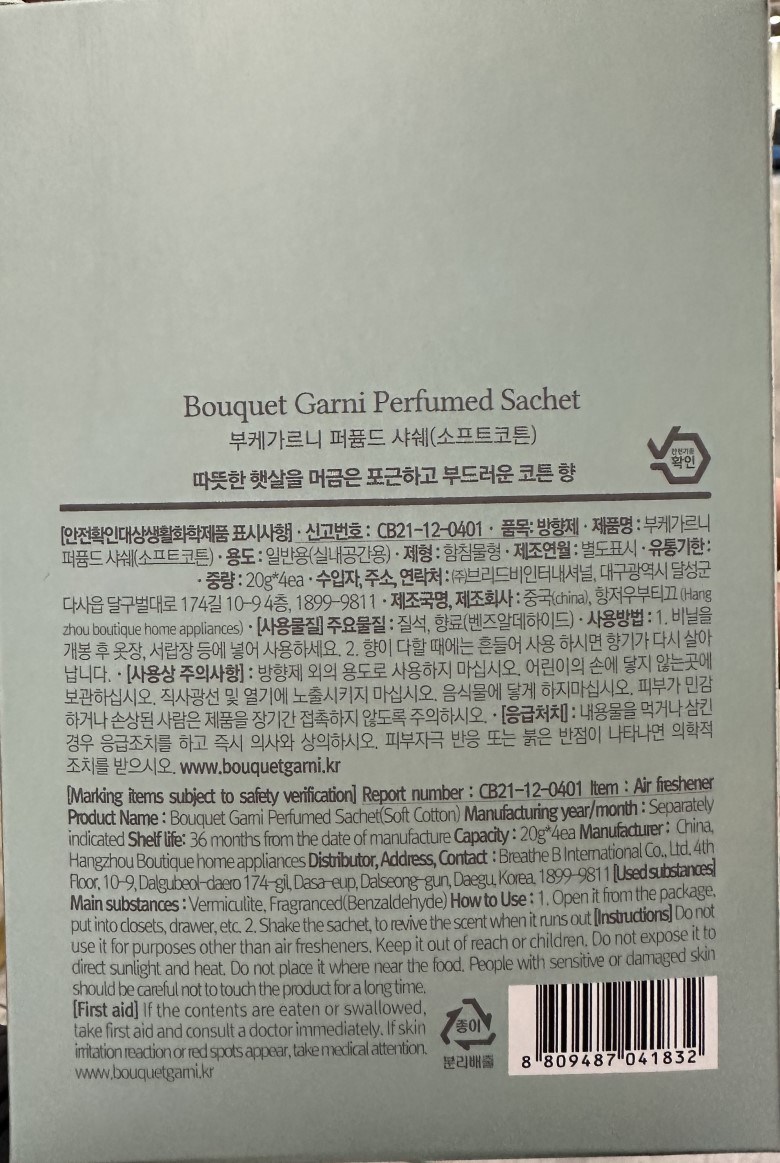 Bouquet Garni Perfumed Sachet
부케가르니 퍼퓸드 샤쉐(소프트코튼)
안전기준
확인
따뜻한 햇살을 머금은 포근하고 부드러운 코튼 향
[안전확인대상생활화학제품 표시사항] · 신고번호 : CB21-12-0401 · 품목: 방향제 · 제품명 : 부케가르니
퍼퓸드 샤쉐(소프트코튼) · 용도 : 일반용(실내공간용) · 제형 : 함침물형 · 제조연월 : 별도표시 · 유통기한 :
· 중량 : 20g*4ea · 수입자, 주소, 연락처 : ㈜브리드비인터내셔널, 대구광역시 달성군
다사읍 달구벌대로 174길 10-9 4층, 1899-9811 · 제조국명, 제조회사 : 중국(china), 항저우부티끄 (Hang
zhou boutique home appliances) · [사용물질] 주요물질 : 질석, 향료(벤즈알데하이드) · 사용방법 : 1. 비닐을
개봉 후 옷장, 서랍장 등에 넣어 사용하세요. 2. 향이 다할 때에는 흔들어 사용 하시면 향기가 다시 살아
납니다. · [사용상 주의사항] : 방향제 외의 용도로 사용하지 마십시오. 어린이의 손에 닿지 않는곳에
보관하십시오. 직사광선 및 열기에 노출시키지 마십시오. 음식물에 닿게 하지마십시오. 피부가 민감
하거나 손상된 사람은 제품을 장기간 접촉하지 않도록 주의하십시오. · [응급처치] : 내용물을 먹거나 삼킨
경우 응급조치를 하고 즉시 의사와 상의하십시오. 피부자극 반응 또는 붉은 반점이 나타나면 의학적
조치를 받으시오. www.bouquetgarni.kr
[Marking items subject to safety verification] Report number : CB21-12-0401 Item : Air freshener
Product Name : Bouquet Garni Perfumed Sachet(Soft Cotton) Manufacturing year/month : Separately
indicated Shelf life: 36 months from the date of manufacture Capacity : 20g*4ea Manufacturer : China,
Hangzhou Boutique home appliances Distributor, Address, Contact : Breathe B International Co., Ltd. 4th
Floor, 10-9, Dalgubeol-daero 174-gil, Dasa-eup, Dalseong-gun, Daegu, Korea, 1899-9811 [Used substances]
Main substances : Vermiculite, Fragranced(Benzaldehyde) How to Use : 1. Open it from the package,
put into closets, drawer, etc. 2. Shake the sachet, to revive the scent when it runs out [Instructions] Do not
use it for purposes other than air fresheners. Keep it out of reach or children. Do not expose it to
direct sunlight and heat. Do not place it where near the food. People with sensitive or damaged skin
should be careful not to touch the product for a long time.
[First aid] If the contents are eaten or swallowed,
take first aid and consult a doctor immediately. If skin
irritation reaction or red spots appear, take medical attention.
www.bouquetgarni.kr
종이
분리배출
8 809487 041832